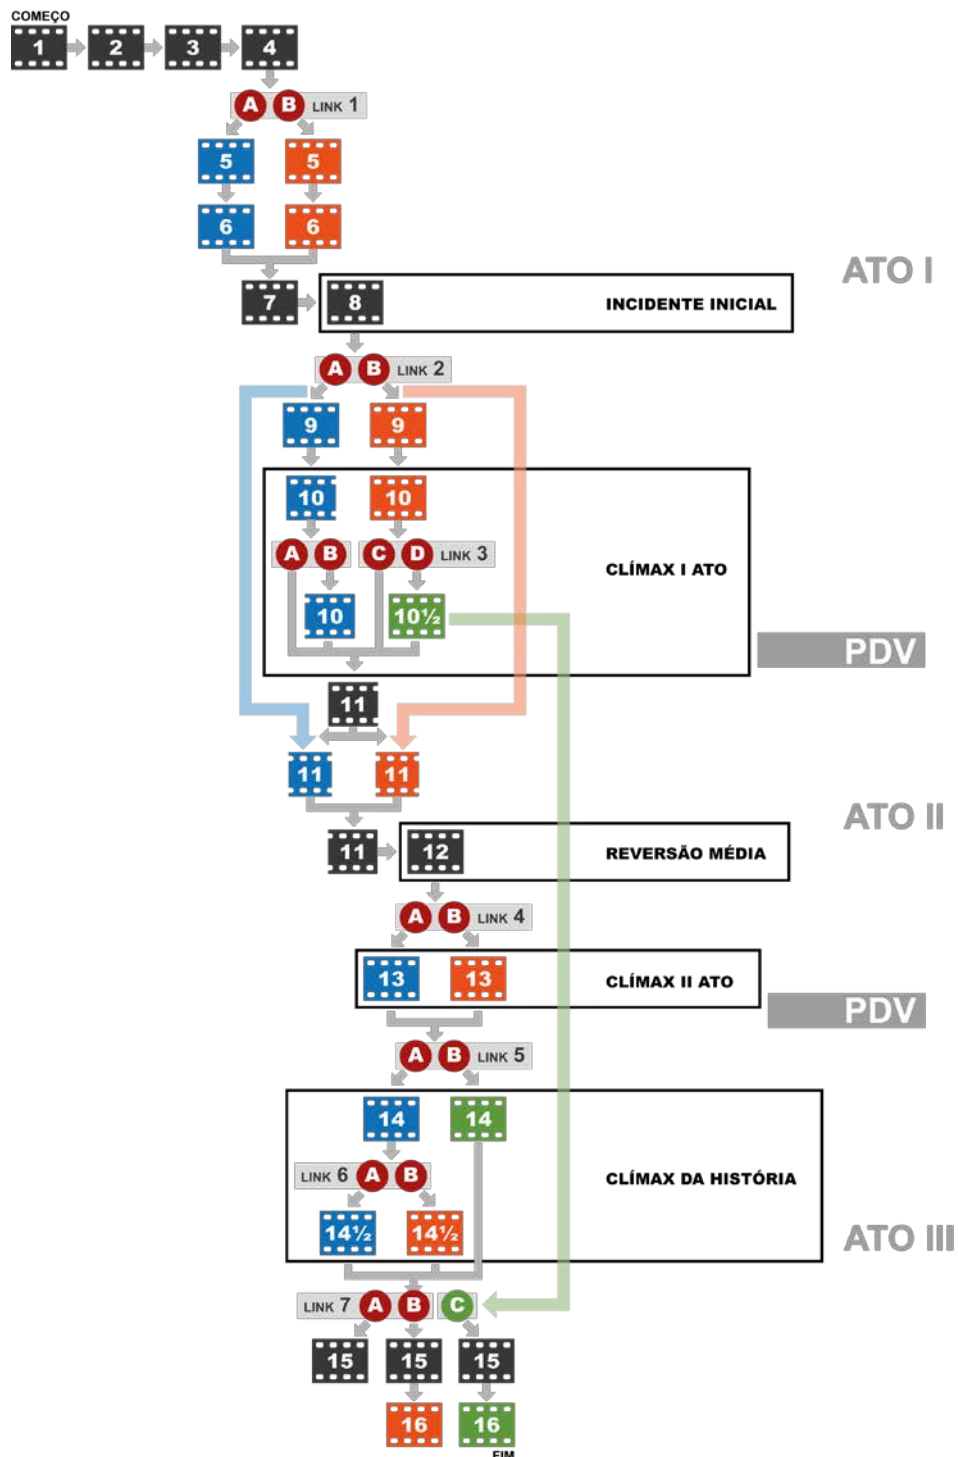 COMEÇO
1 2 3 4
A B LINK 1
5 5
6 6
ATO I
7 8 INCIDENTE INICIAL
A B LINK 2
9 9
10 10
A B C D LINK 3
CLÍMAX I ATO
10 10½
PDV
11
11 11
ATO II
11 12 REVERSÃO MÉDIA
A B LINK 4
13 13 CLÍMAX II ATO
PDV
A B LINK 5
14 14
LINK 6 A B
CLÍMAX DA HISTÓRIA
14½ 14½
ATO III
LINK 7 A B C
15 15 15
16 16
FIM